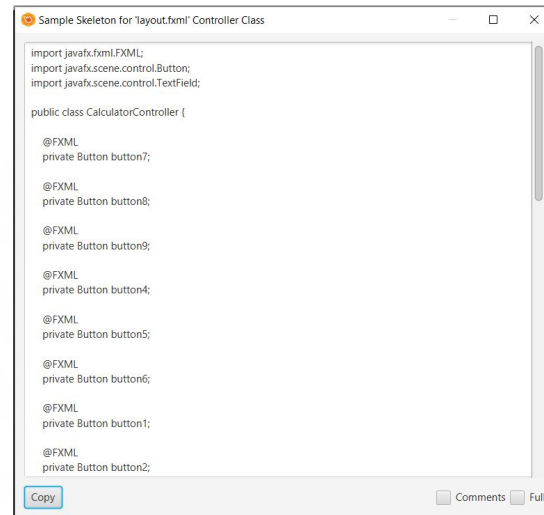 Sample Skeleton for 'layout.fxml' Controller Class
import javafx.fxml.FXML;
import javafx.scene.control.Button;
import javafx.scene.control.TextField;
public class CalculatorController {
@FXML
private Button button7;
@FXML
private Button button8;
@FXML
private Button button9;
@FXML
private Button button4;
@FXML
private Button button5;
@FXML
private Button button6;
@FXML
private Button button1;
@FXML
private Button button2;
Copy
Comments
Full